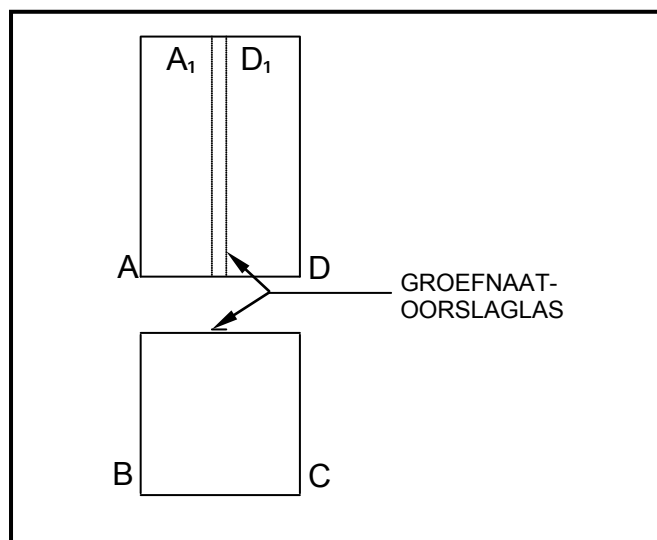 A₁ D₁
A D
GROEFNAAT-
OORSLAGLAS
B C